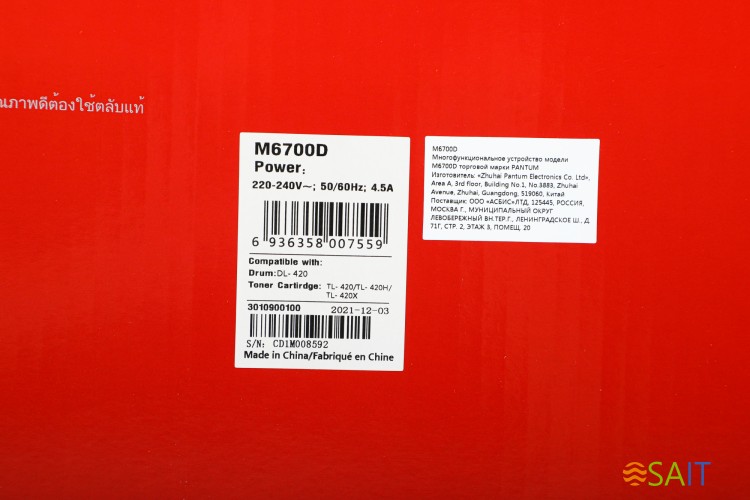 ณภาพดีต้องใช้ตลับแท้
M6700D
Power:
220-240V~; 50/60Hz; 4.5A
6 936358 007559
Compatible with:
Drum:DL- 420
Toner Cartirdge: TL- 420/TL- 420H/
TL- 420X
3010900100 2021-12-03
S/N: CD1M008592
Made in China/Fabriqué en Chine
M6700D
Многофункциональное устройство модели
M6700D торговой марки PANTUM
Изготовитель: «Zhuhai Pantum Electronics Co. Ltd»,
Area A, 3rd floor, Building No.1, No.3883, Zhuhai
Avenue, Zhuhai, Guangdong, 519060, Китай
Поставщик: ООО «АСБИС»ЛТД, 125445, РОССИЯ,
МОСКВА Г., МУНИЦИПАЛЬНЫЙ ОКРУГ
ЛЕВОБЕРЕЖНЫЙ ВН.ТЕР.Г., ЛЕНИНГРАДСКОЕ Ш., Д.
71Г, СТР. 2, ЭТАЖ 3, ПОМЕЩ. 20
SAIT